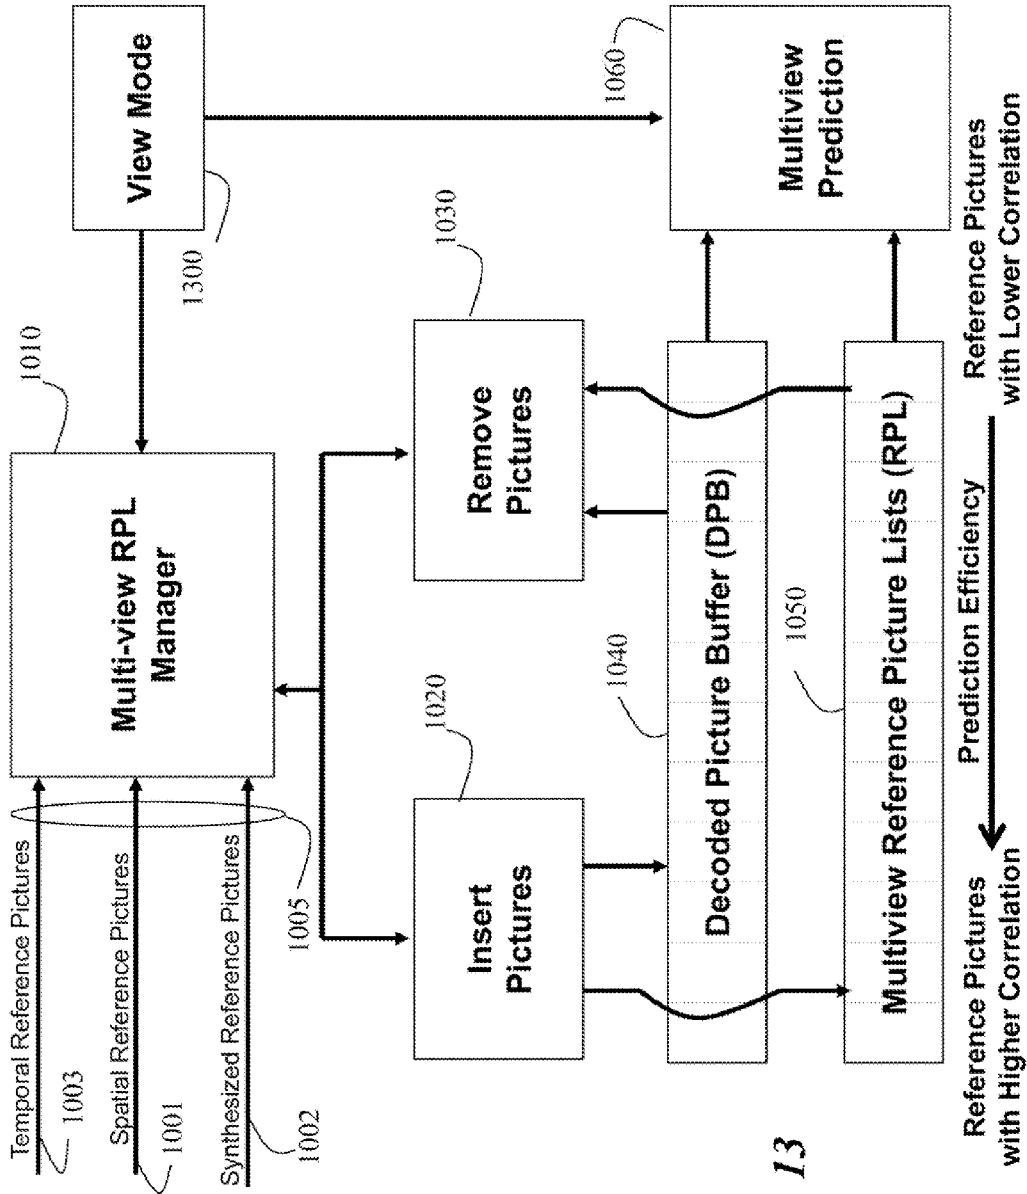 Temporal Reference Pictures
1003
Spatial Reference Pictures
1001
Synthesized Reference Pictures
1002
1005
Multi-view RPL
Manager
1010
View Mode
1300
Insert
Pictures
1020
Remove
Pictures
1030
Decoded Picture Buffer (DPB)
1040
Multiview Reference Picture Lists (RPL)
1050
Multiview
Prediction
1060
Reference Pictures
with Higher Correlation
Prediction Efficiency
Reference Pictures
with Lower Correlation
13